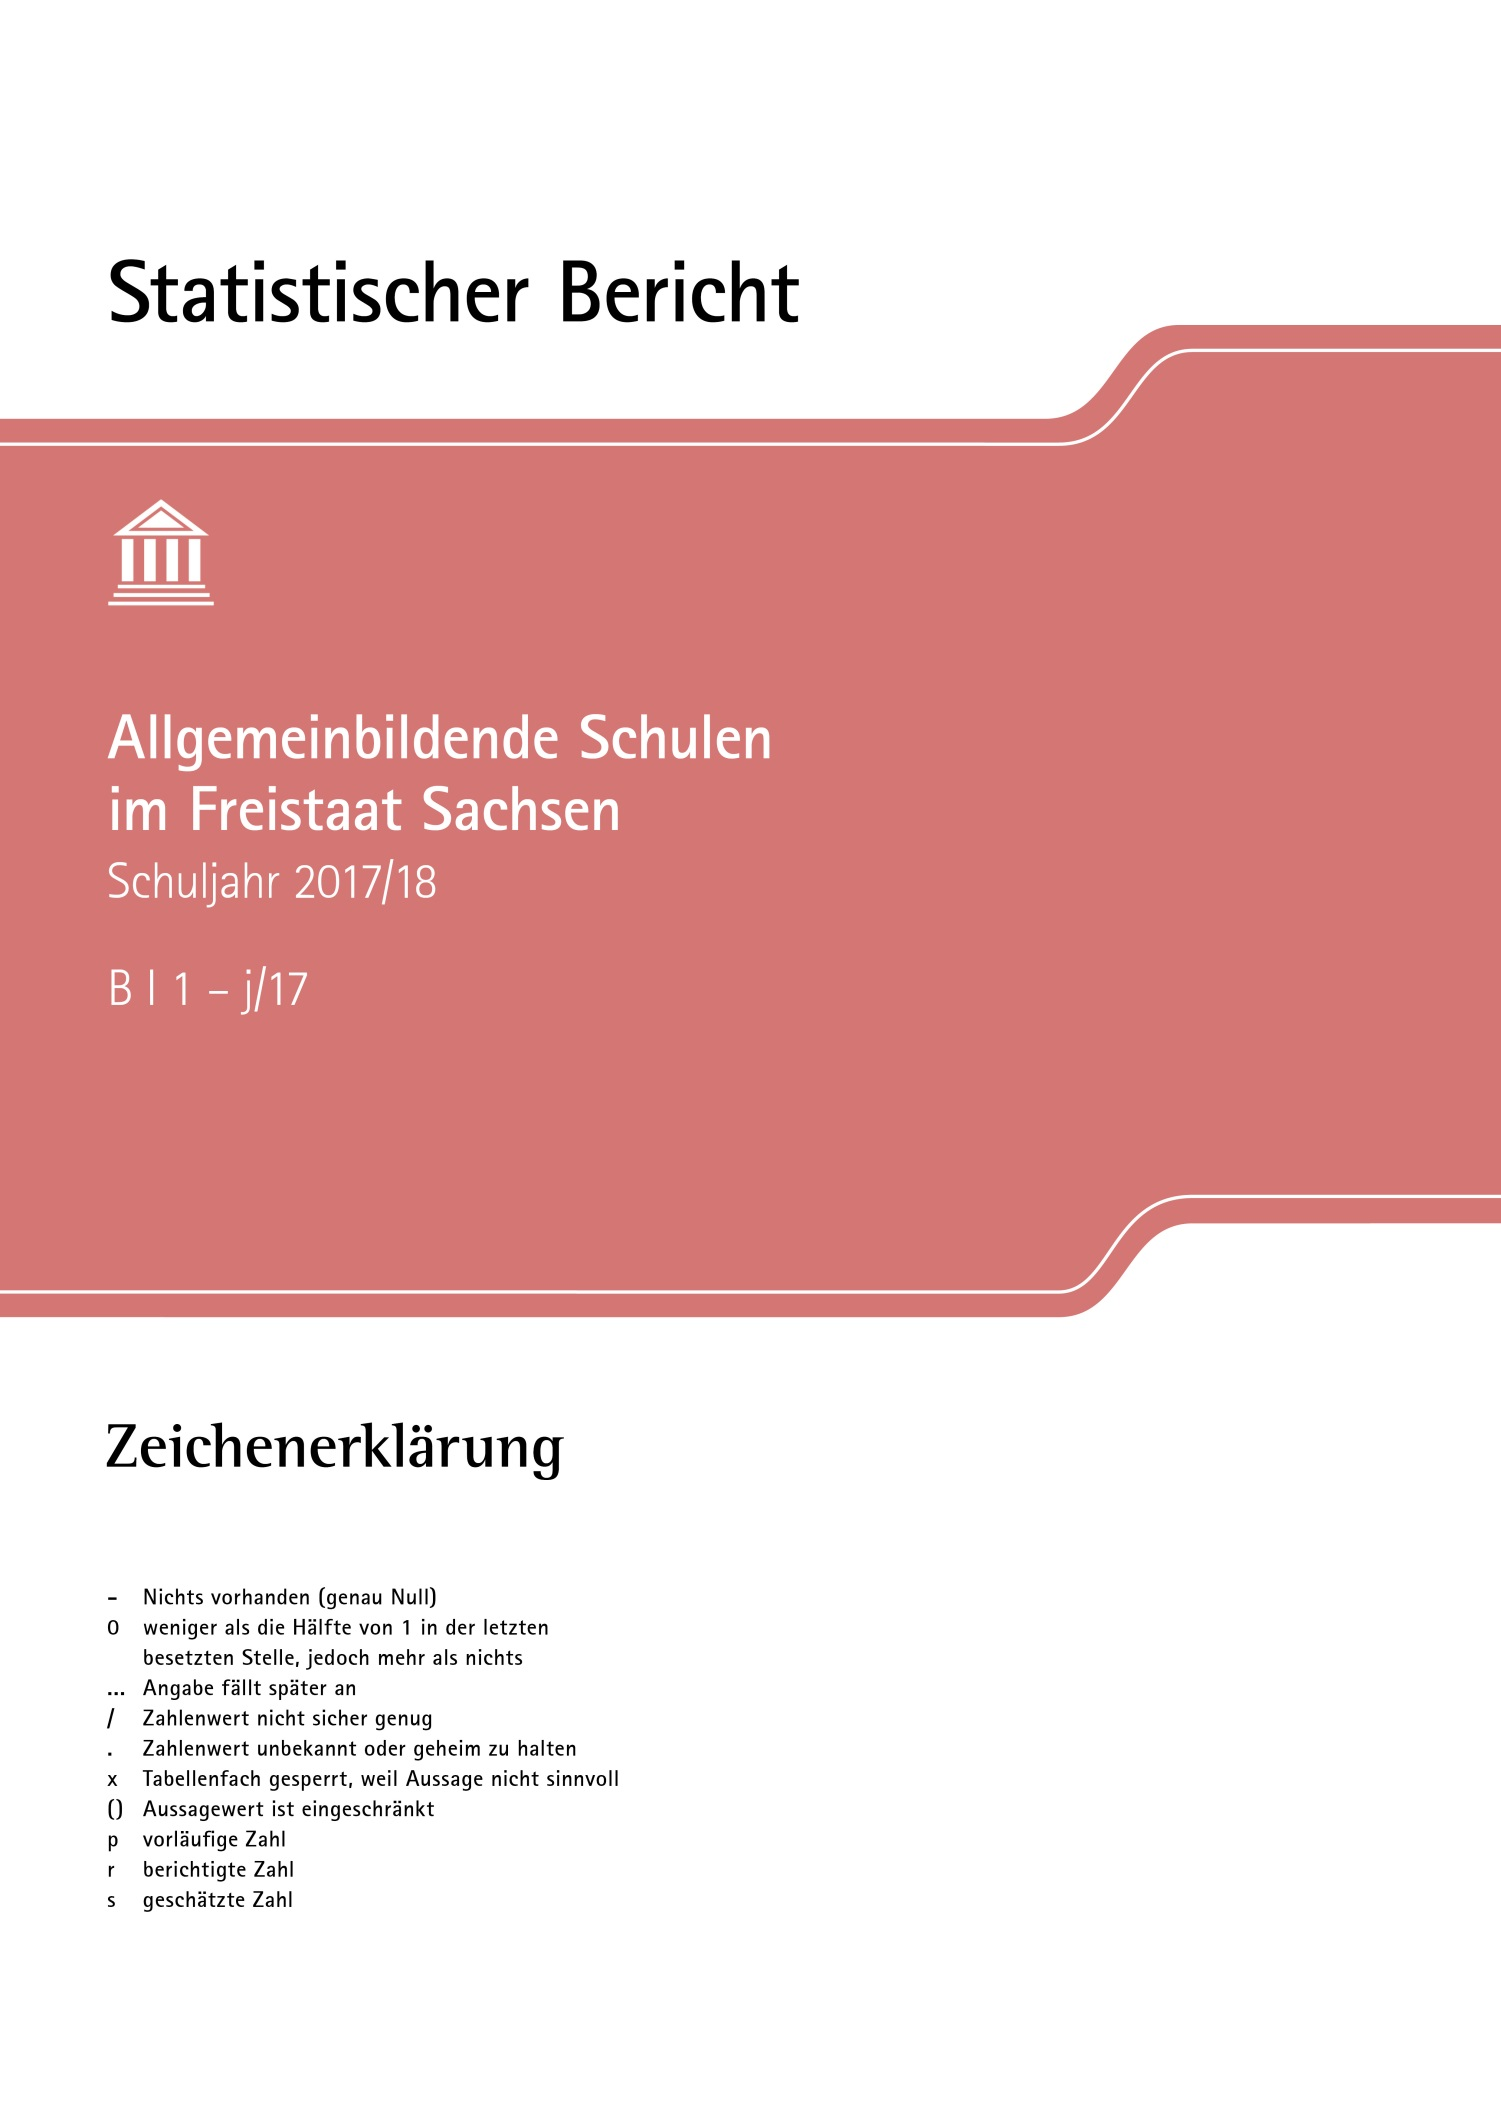 Statistischer Bericht
Allgemeinbildende Schulen
im Freistaat Sachsen
Schuljahr 2017/18
B I 1 – j/17
Zeichenerklärung
- Nichts vorhanden (genau Null)
0 weniger als die Hälfte von 1 in der letzten
besetzten Stelle, jedoch mehr als nichts
... Angabe fällt später an
/ Zahlenwert nicht sicher genug
. Zahlenwert unbekannt oder geheim zu halten
x Tabellenfach gesperrt, weil Aussage nicht sinnvoll
() Aussagewert ist eingeschränkt
p vorläufige Zahl
r berichtigte Zahl
s geschätzte Zahl